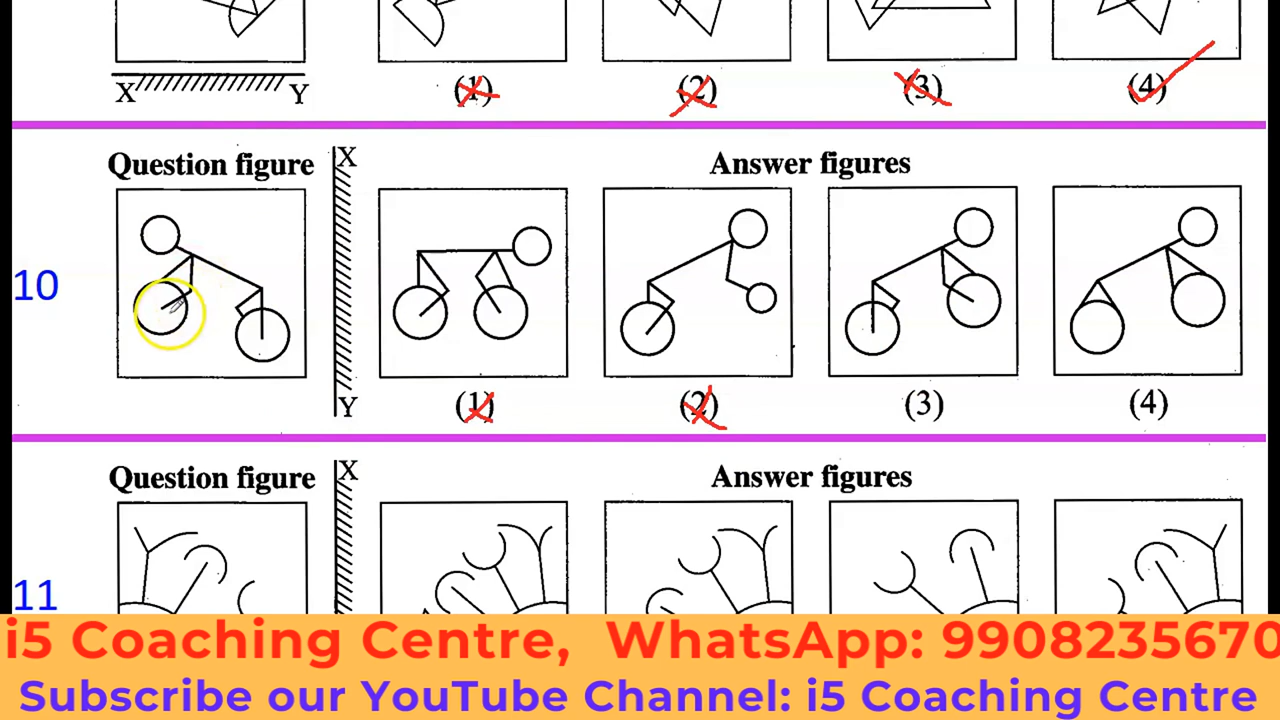 X Y (1) (2) (3) (4)
Question figure X Answer figures
10
Y (1) (2) (3) (4)
Question figure X Answer figures
11
i5 Coaching Centre, WhatsApp: 9908235670
Subscribe our YouTube Channel: i5 Coaching Centre